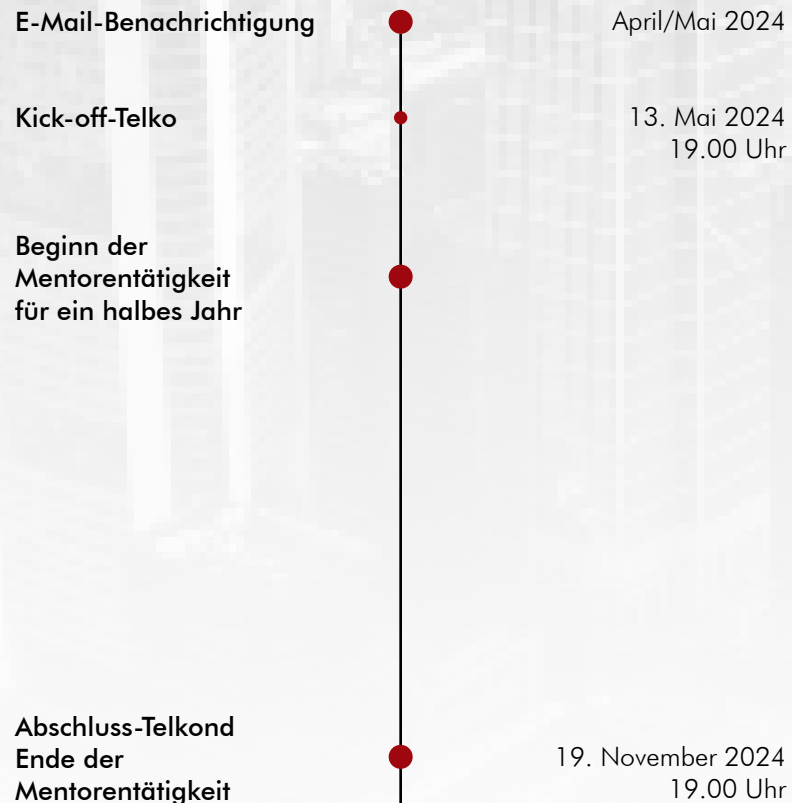 E-Mail-Benachrichtigung
April/Mai 2024
Kick-off-Telko
13. Mai 2024
19.00 Uhr
Beginn der
Mentorentätigkeit
für ein halbes Jahr
Abschluss-Telkond
Ende der
Mentorentätigkeit
19. November 2024
19.00 Uhr